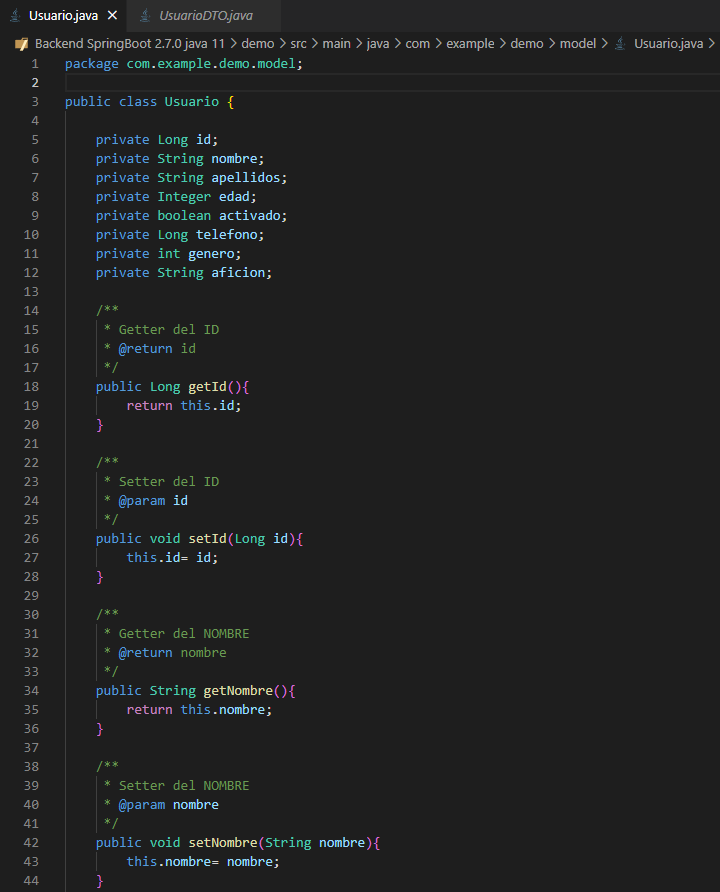 Usuario.java UsuarioDTO.java
Backend SpringBoot 2.7.0 java 11 > demo > src > main > java > com > example > demo > model > Usuario.java >
1 package com.example.demo.model;
2
3 public class Usuario {
4
5 private Long id;
6 private String nombre;
7 private String apellidos;
8 private Integer edad;
9 private boolean activado;
10 private Long telefono;
11 private int genero;
12 private String aficion;
13
14 /**
15 * Getter del ID
16 * @return id
17 */
18 public Long getId(){
19 return this.id;
20 }
21
22 /**
23 * Setter del ID
24 * @param id
25 */
26 public void setId(Long id){
27 this.id= id;
28 }
29
30 /**
31 * Getter del NOMBRE
32 * @return nombre
33 */
34 public String getNombre(){
35 return this.nombre;
36 }
37
38 /**
39 * Setter del NOMBRE
40 * @param nombre
41 */
42 public void setNombre(String nombre){
43 this.nombre= nombre;
44 }